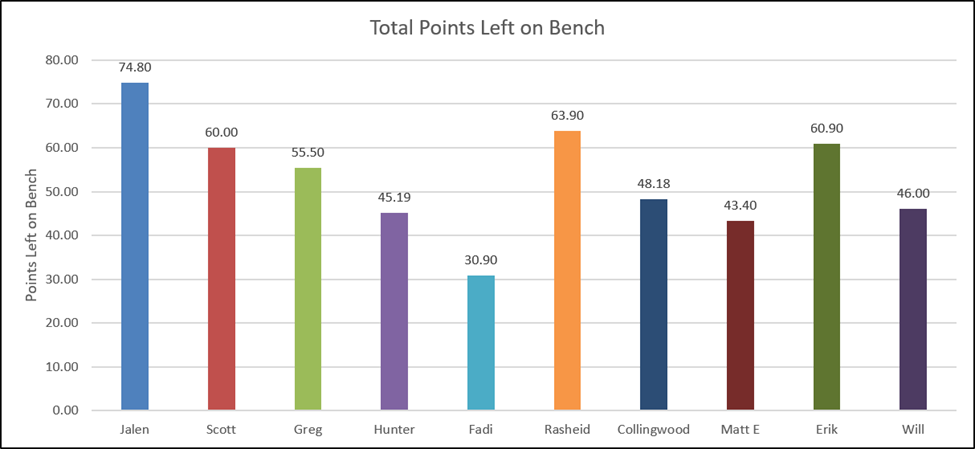 Total Points Left on Bench
Points Left on Bench
80.00
70.00
60.00
50.00
40.00
30.00
20.00
10.00
0.00
74.80
60.00
55.50
45.19
30.90
63.90
48.18
43.40
60.90
46.00
Jalen
Scott
Greg
Hunter
Fadi
Rasheid
Collingwood
Matt E
Erik
Will